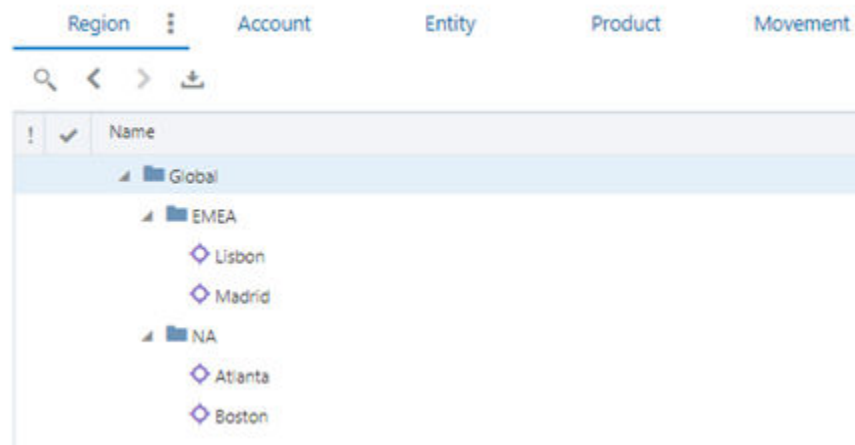 Region Account Entity Product Movement
! Name
Global
EMEA
Lisbon
Madrid
NA
Atlanta
Boston